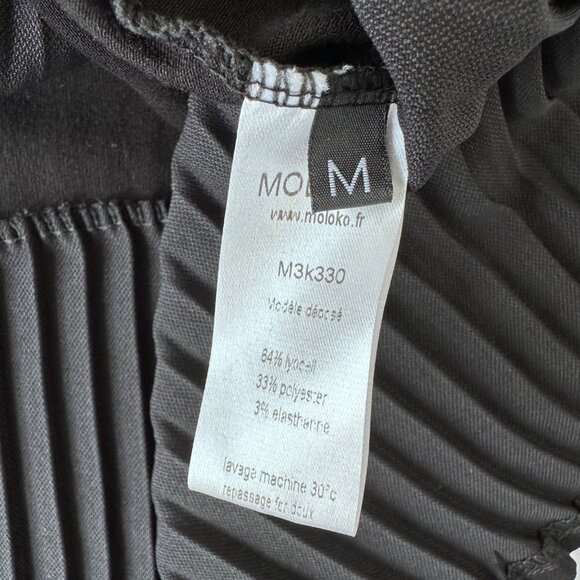 MOL
M
www.moloko.fr
M3k330
Modèle déposé
64% lyocell
33% polyester
3% elasthanne
lavage machine 30°c
repassage fer doux